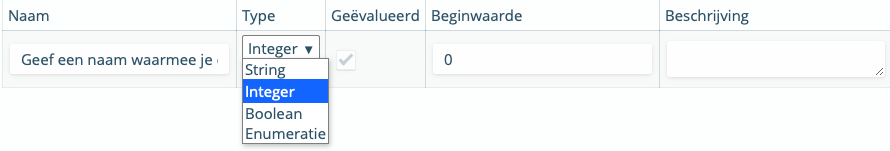 Naam Type Geëvalueerd Beginwaarde Beschrijving
Geef een naam waarmee je Integer 0
String
Integer
Boolean
Enumeratie